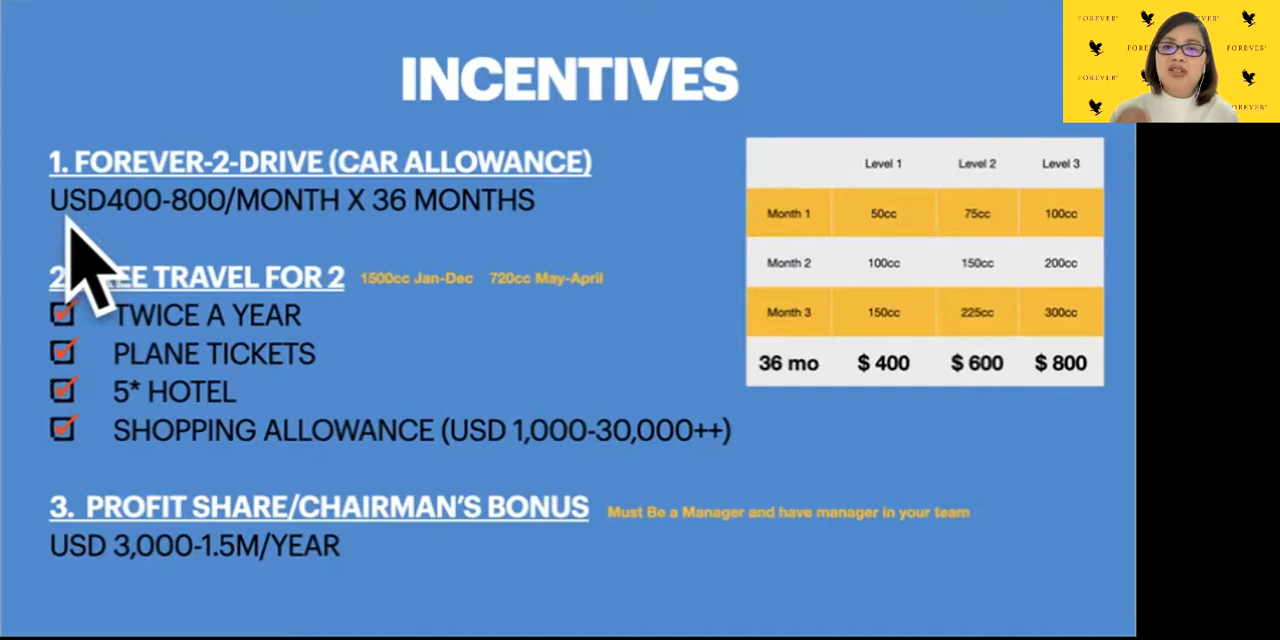 INCENTIVES
1. FOREVER-2-DRIVE (CAR ALLOWANCE)
USD400-800/MONTH X 36 MONTHS
2. TRAVEL FOR 2 1500cc Jan-Dec 720cc May-April
TWICE A YEAR
PLANE TICKETS
5* HOTEL
SHOPPING ALLOWANCE (USD 1,000-30,000++)
3. PROFIT SHARE/CHAIRMAN'S BONUS Must Be a Manager and have manager in your team
USD 3,000-1.5M/YEAR
Level 1 Level 2 Level 3
Month 1 50cc 75cc 100cc
Month 2 100cc 150cc 200cc
Month 3 150cc 225cc 300cc
36 mo $ 400 $ 600 $ 800
FOREVER
FOREVER
FOREVER